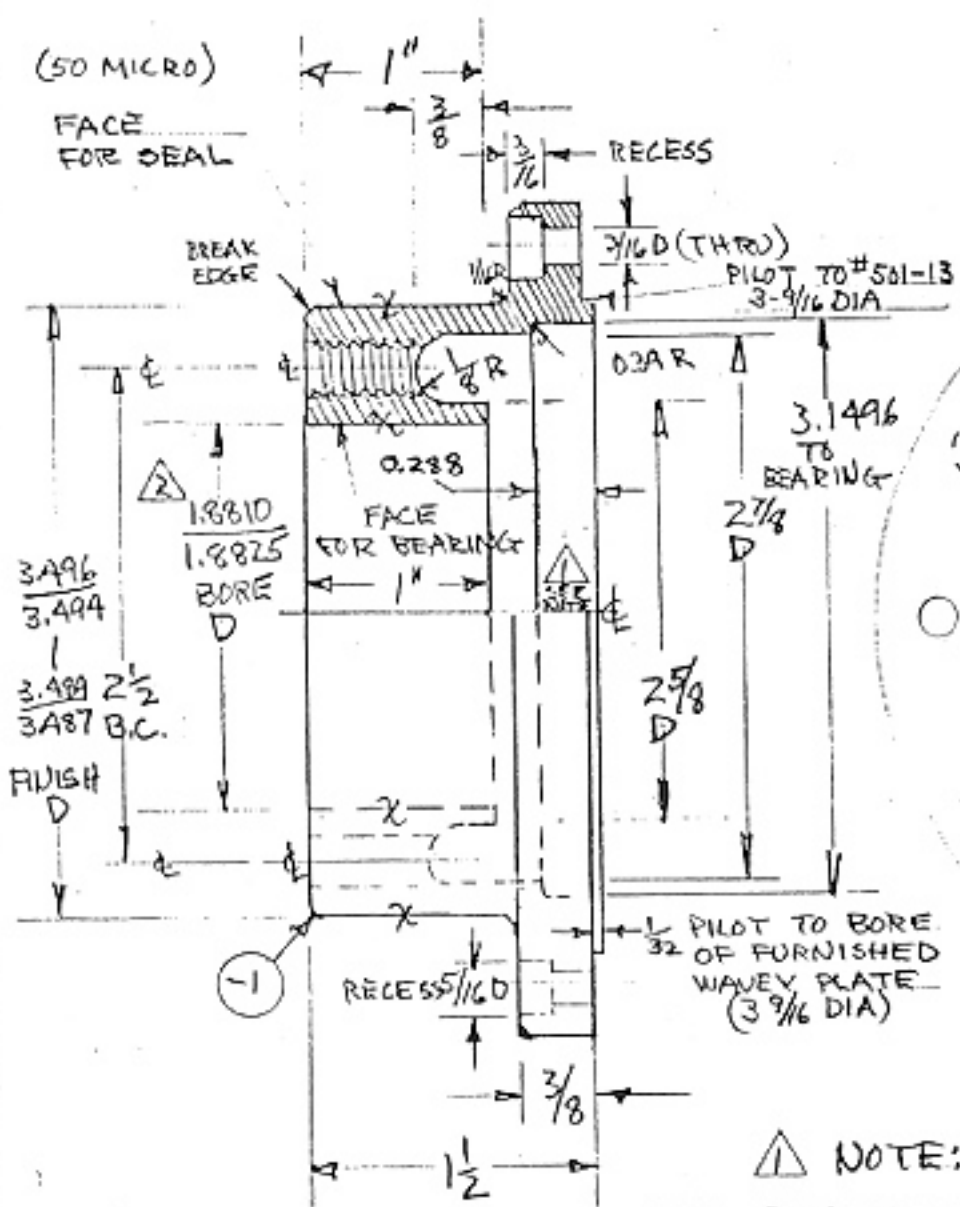 (50 MICRO)
FACE
FOR SEAL
1"
3/8
3/16
RECESS
BREAK
EDGE
1/16R
3/16 D (THRU)
PILOT TO #501-13
3-9/16 DIA
℄
℄
1/8 R
3.1496
TO
BEARING
2 7/8
D
0.288
FACE
FOR BEARING
1"
2
1.8810
1.8825
BORE
D
1
SEE
NOTE
℄
3.496
3.494
3.489
3.487
FINISH
D
2 1/2
B.C.
2 5/8
D
℄
℄
-1
RECESS 5/16 D
1/32
PILOT TO BORE
OF FURNISHED
WAVEY PLATE
(3 9/16 DIA)
3/8
1 1/2
1 NOTE: